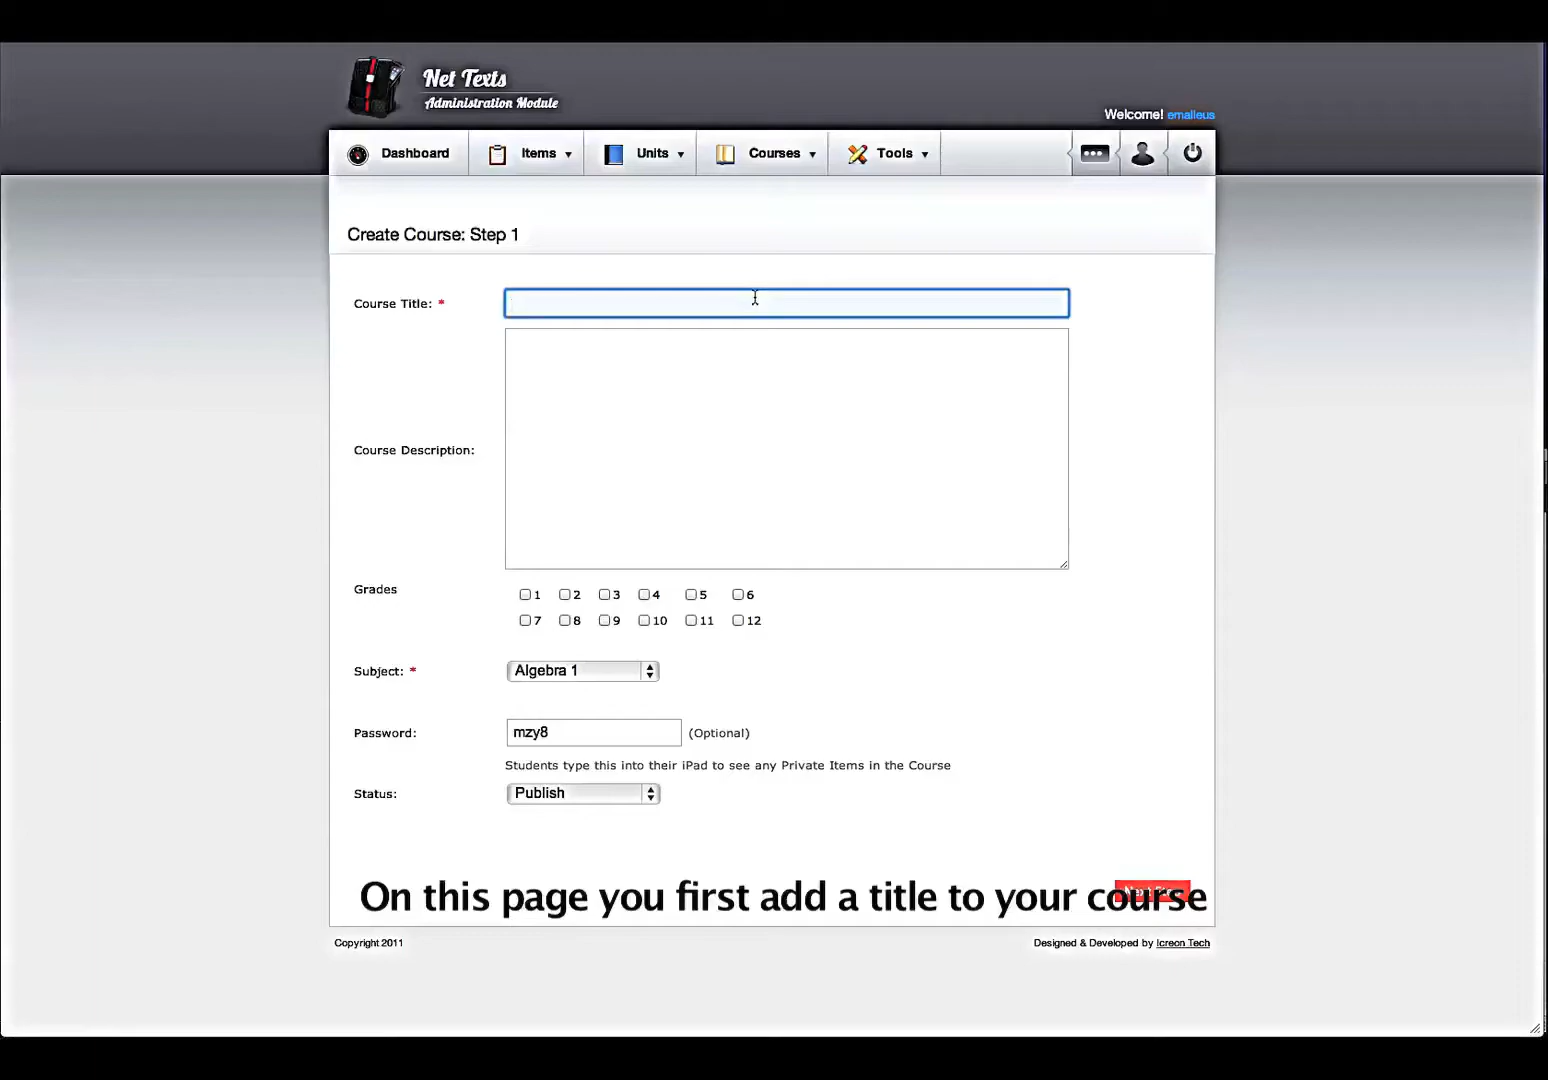 Net Texts
Administration Module
Welcome! emalleus
Dashboard Items Units Courses Tools
Create Course: Step 1
Course Title: *
Course Description:
Grades
1 2 3 4 5 6
7 8 9 10 11 12
Subject: * Algebra 1
Password: mzy8 (Optional)
Students type this into their iPad to see any Private Items in the Course
Status: Publish
On this page you first add a title to your course
Copyright 2011 Designed & Developed by Icreon Tech